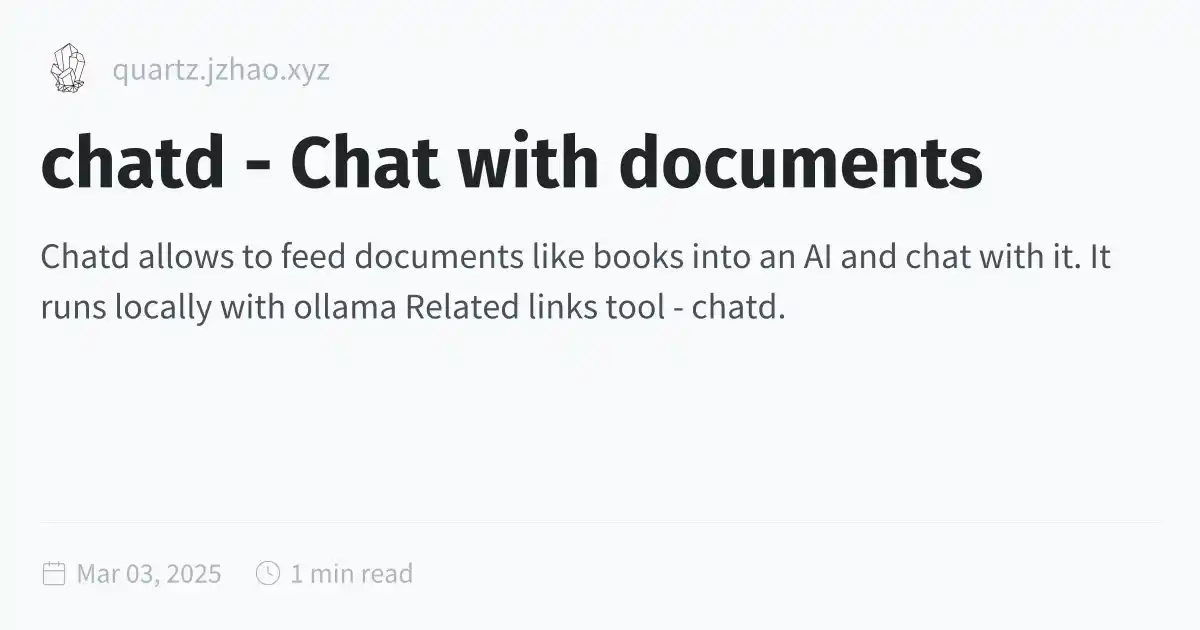 quartz.jzhao.xyz
chatd - Chat with documents
Chatd allows to feed documents like books into an AI and chat with it. It
runs locally with ollama Related links tool - chatd.
Mar 03, 2025 1 min read